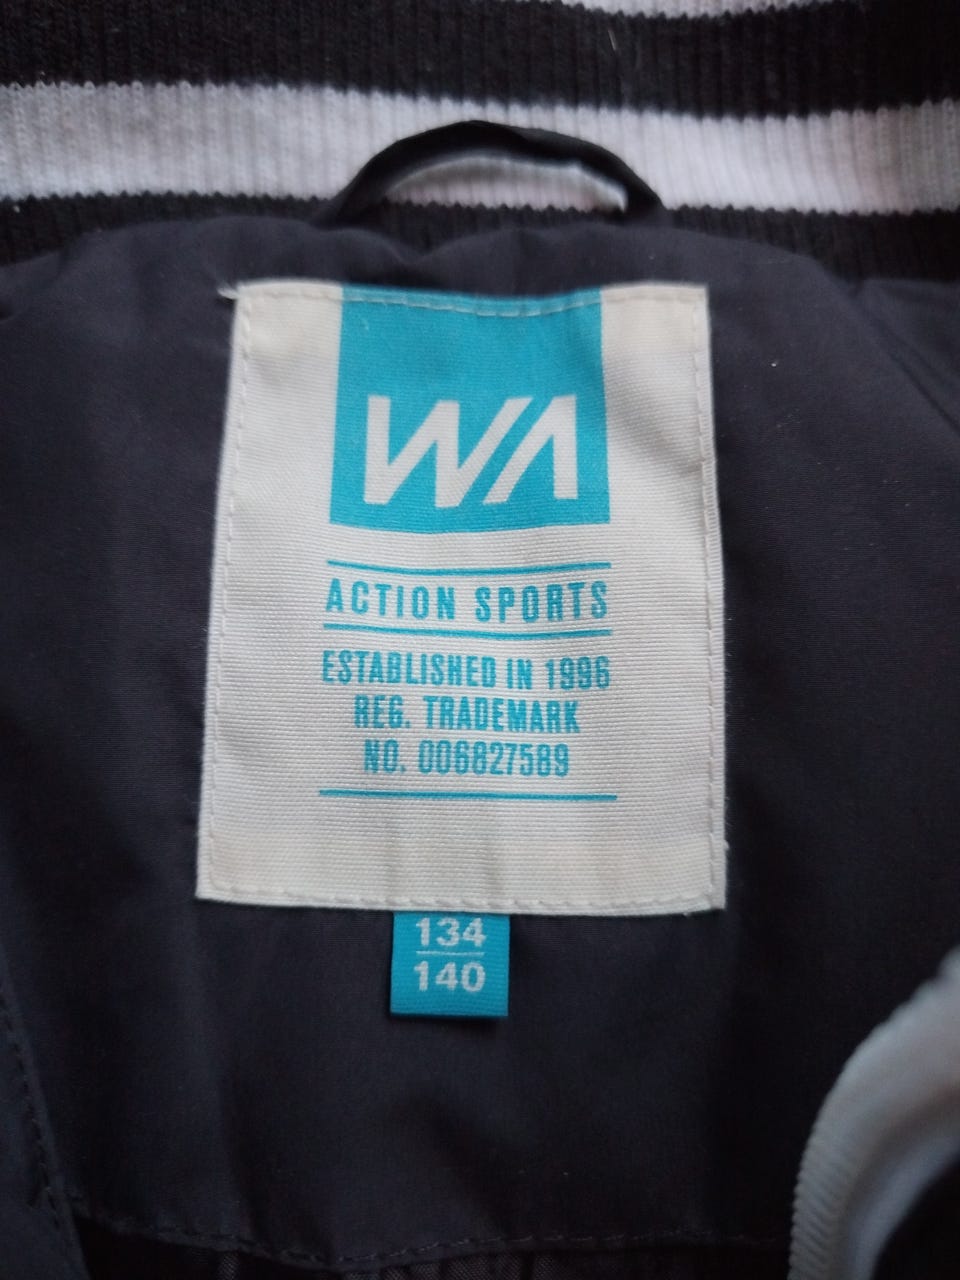 WA
ACTION SPORTS
ESTABLISHED IN 1996
REG. TRADEMARK
NO. 006827589
134
140